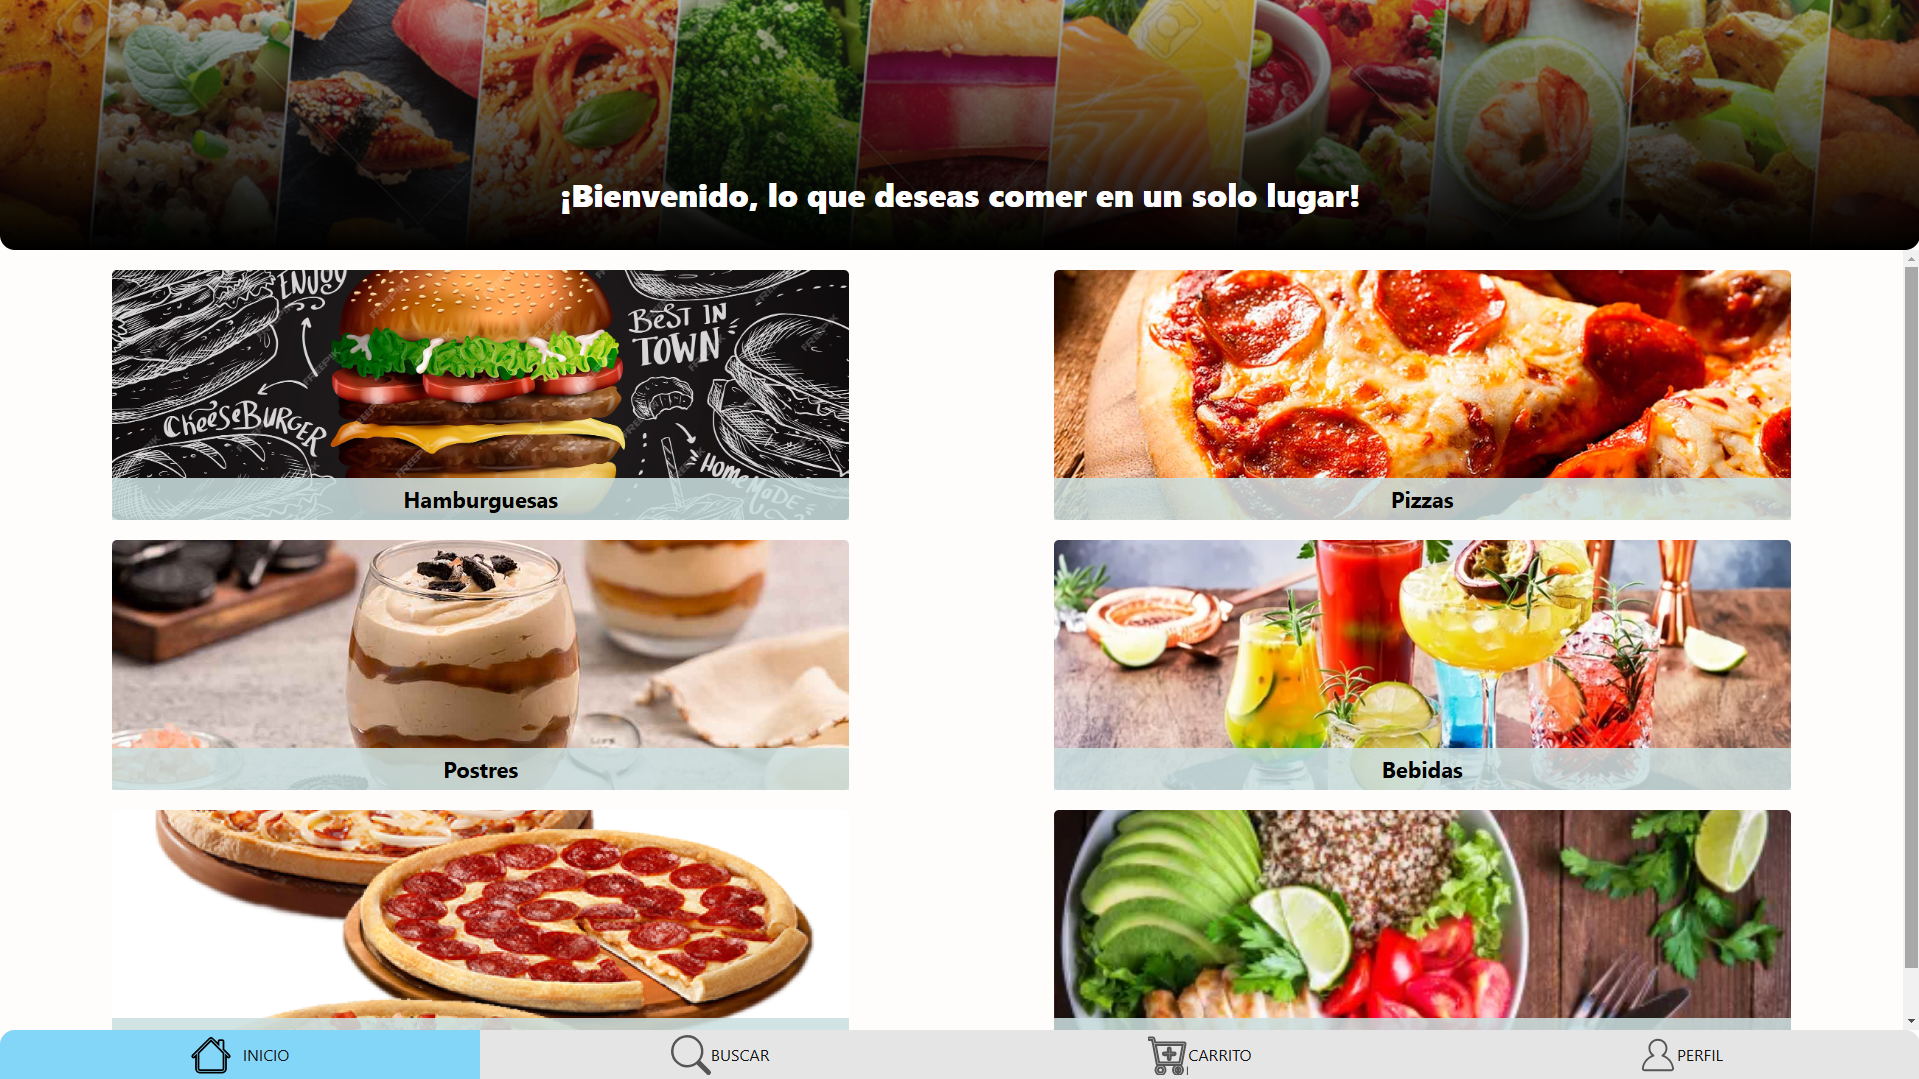 ¡Bienvenido, lo que deseas comer en un solo lugar!
ENJOY
BEST IN
TOWN
CHEESEBURGER
HOMEMADE
Hamburguesas
Pizzas
Postres
Bebidas
INICIO
BUSCAR
CARRITO
PERFIL